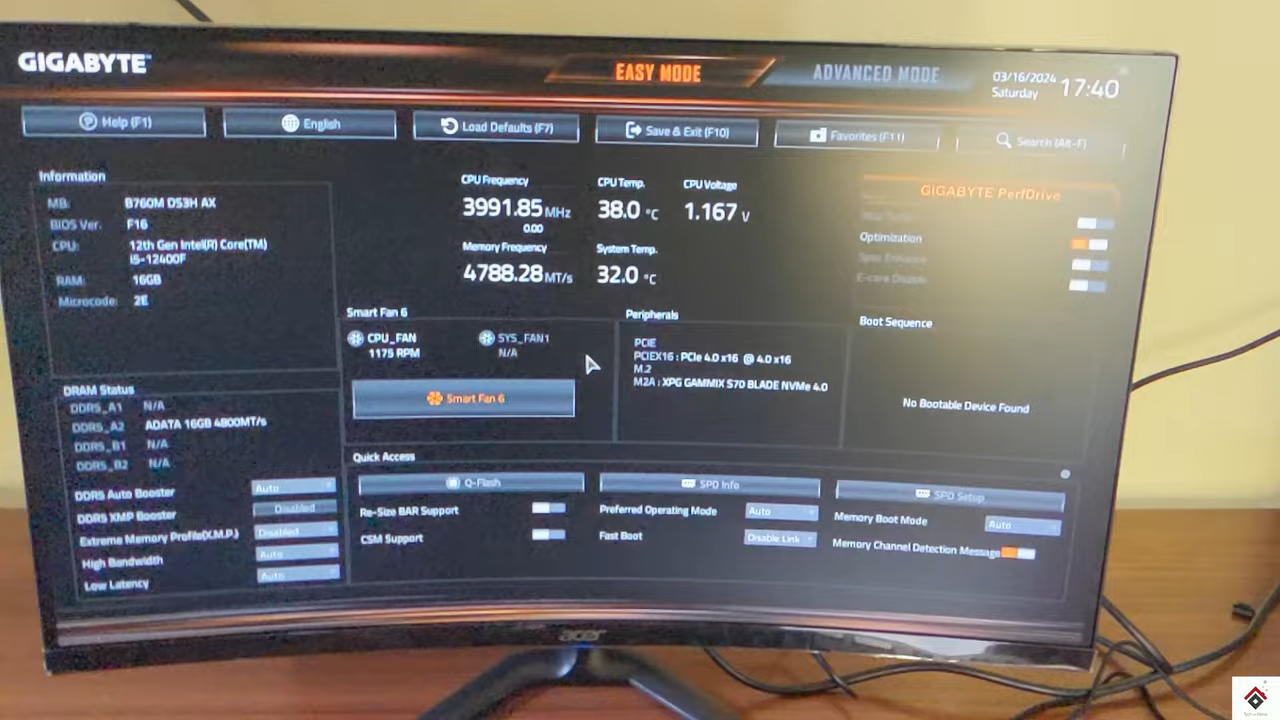 GIGABYTE™
EASY MODE
ADVANCED MODE
03/16/2024
Saturday
17:40
Help (F1)
English
Load Defaults (F7)
Save & Exit (F10)
Favorites (F11)
Search (Alt-F)
Information
MB: B760M DS3H AX
BIOS Ver. F16
CPU: 12th Gen Intel(R) Core(TM)
i5-12400F
RAM: 16GB
Microcode: 2E
CPU Frequency
3991.85 MHz
0.00
CPU Temp.
38.0 °C
CPU Voltage
1.167 V
Memory Frequency
4788.28 MT/s
System Temp.
32.0 °C
GIGABYTE PerfDrive
Optimization
Spec Enhance
E-core Disable
Smart Fan 6
CPU_FAN
1175 RPM
SYS_FAN1
N/A
Smart Fan 6
Peripherals
PCIE
PCIEX16 : PCIe 4.0 x16 @ 4.0 x16
M.2
M2A : XPG GAMMIX S70 BLADE NVMe 4.0
Boot Sequence
No Bootable Device Found
DRAM Status
DDR5_A1 N/A
DDR5_A2 ADATA 16GB 4800MT/s
DDR5_B1 N/A
DDR5_B2 N/A
DDR5 Auto Booster Auto
DDR5 XMP Booster Disabled
Extreme Memory Profile(X.M.P.) Disabled
High Bandwidth Auto
Low Latency Auto
Quick Access
Q-Flash
SPD Info
SPD Setup
Re-Size BAR Support
Preferred Operating Mode Auto
Memory Boot Mode Auto
CSM Support
Fast Boot Disable Link
Memory Channel Detection Message
acer